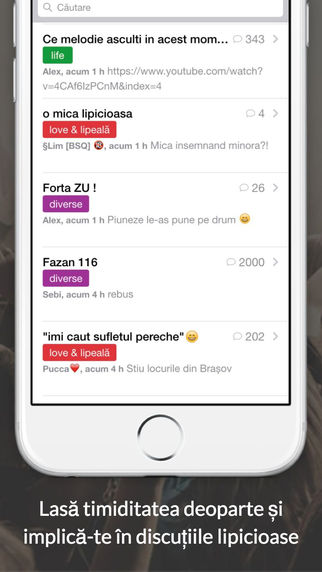 Căutare
Ce melodie asculti in acest mom... 343
life
Alex, acum 1 h https://www.youtube.com/watch?
v=4CAf6lzPCnM&index=4
o mica lipicioasa 4
love & lipeală
§Lim [BSQ] 🔞, acum 1 h Mica insemnand minora?!
Forta ZU ! 26
diverse
Alex, acum 1 h Piuneze le-as pune pe drum 😄
Fazan 116 2000
diverse
Sebi, acum 4 h rebus
"imi caut sufletul pereche"😄 202
love & lipeală
Pucca❤️, acum 4 h Stiu locurile din Brașov
Lasă timiditatea deoparte și
implică-te în discuțiile lipicioase